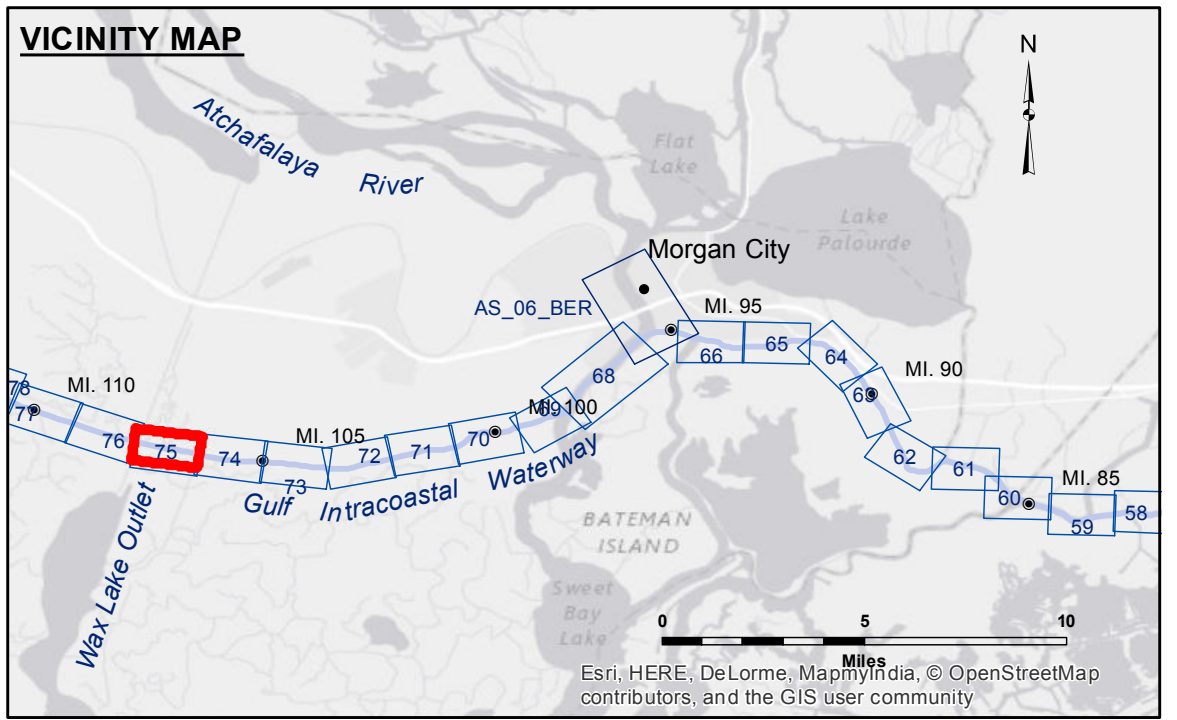 VICINITY MAP
N
Atchafalaya
River
Flat
Lake
Lake
Palourde
Morgan City
AS_06_BER
MI. 95
66
65
64
68
MI. 90
63
78
MI. 110
77
69
MI. 100
76
75
74
MI. 105
73
72
71
70
62
61
MI. 85
60
59
58
Wax Lake Outlet
Gulf
Intracoastal
Waterway
BATEMAN
ISLAND
Sweet
Bay
Lake
0
5
10
Miles
Esri, HERE, DeLorme, MapmyIndia, © OpenStreetMap
contributors, and the GIS user community